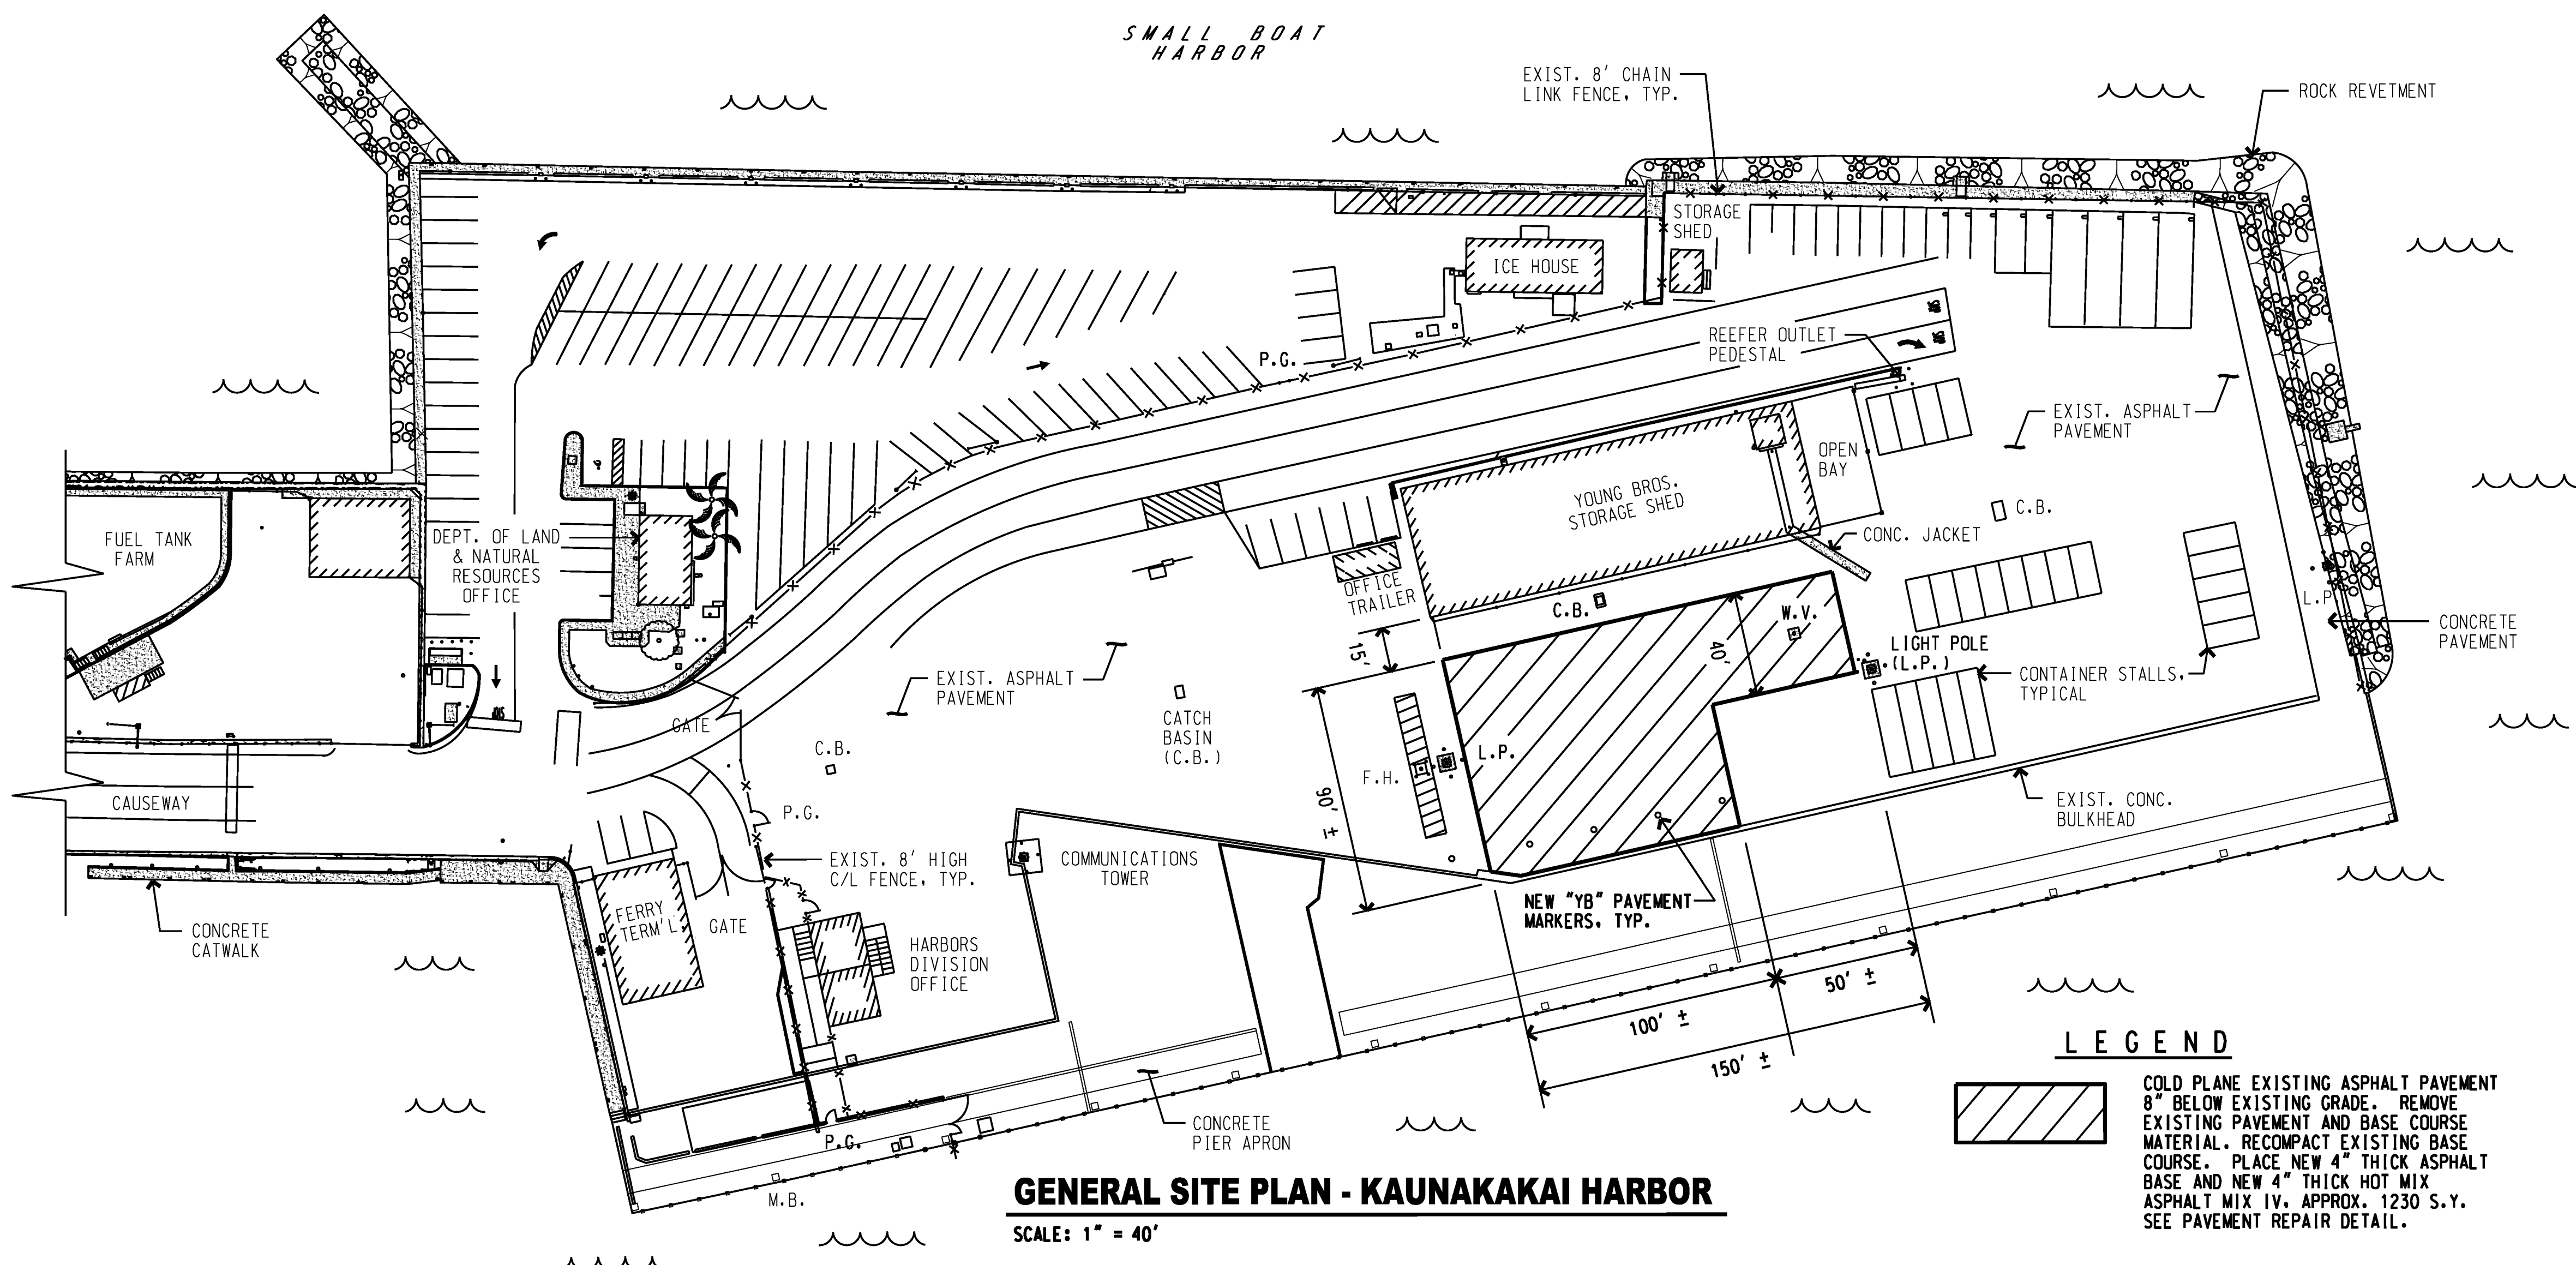 SMALL BOAT
HARBOR
EXIST. 8' CHAIN
LINK FENCE, TYP.
ROCK REVETMENT
STORAGE
SHED
ICE HOUSE
REEFER OUTLET
PEDESTAL
P.G.
EXIST. ASPHALT
PAVEMENT
OPEN
BAY
YOUNG BROS.
STORAGE SHED
C.B.
CONC. JACKET
FUEL TANK
FARM
DEPT. OF LAND
& NATURAL
RESOURCES
OFFICE
OFFICE
TRAILER
C.B.
W.V.
L.P.
15'
40'
LIGHT POLE
(L.P.)
CONCRETE
PAVEMENT
CONTAINER STALLS,
TYPICAL
EXIST. ASPHALT
PAVEMENT
GATE
CATCH
BASIN
(C.B.)
C.B.
L.P.
F.H.
90' ±
CAUSEWAY
P.G.
EXIST. CONC.
BULKHEAD
EXIST. 8' HIGH
C/L FENCE, TYP.
COMMUNICATIONS
TOWER
NEW "YB" PAVEMENT
MARKERS, TYP.
FERRY
TERM'L.
GATE
CONCRETE
CATWALK
HARBORS
DIVISION
OFFICE
50' ±
100' ±
150' ±
CONCRETE
PIER APRON
P.G.
M.B.
LEGEND
COLD PLANE EXISTING ASPHALT PAVEMENT
8" BELOW EXISTING GRADE. REMOVE
EXISTING PAVEMENT AND BASE COURSE
MATERIAL. RECOMPACT EXISTING BASE
COURSE. PLACE NEW 4" THICK ASPHALT
BASE AND NEW 4" THICK HOT MIX
ASPHALT MIX IV, APPROX. 1230 S.Y.
SEE PAVEMENT REPAIR DETAIL.
GENERAL SITE PLAN - KAUNAKAKAI HARBOR
SCALE: 1" = 40'